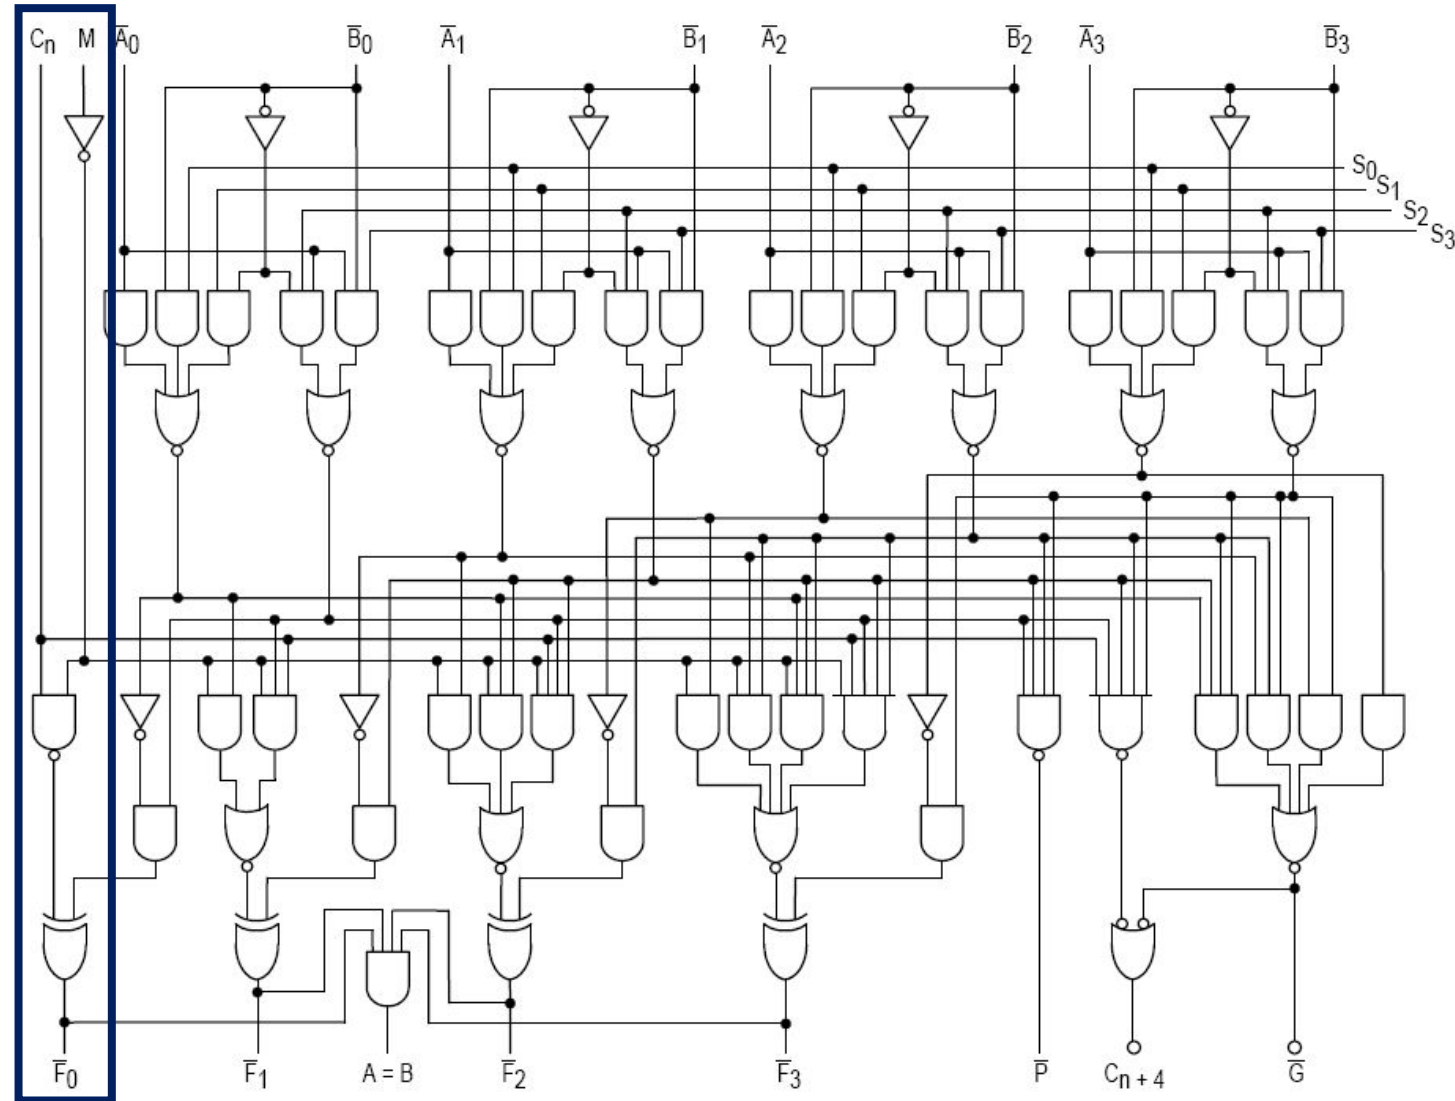 Cn M A̅0 B̅0 A̅1 B̅1 A̅2 B̅2 A̅3 B̅3
S0
S1
S2
S3
F̅0 F̅1 A = B F̅2 F̅3 P̅ Cn + 4 G̅